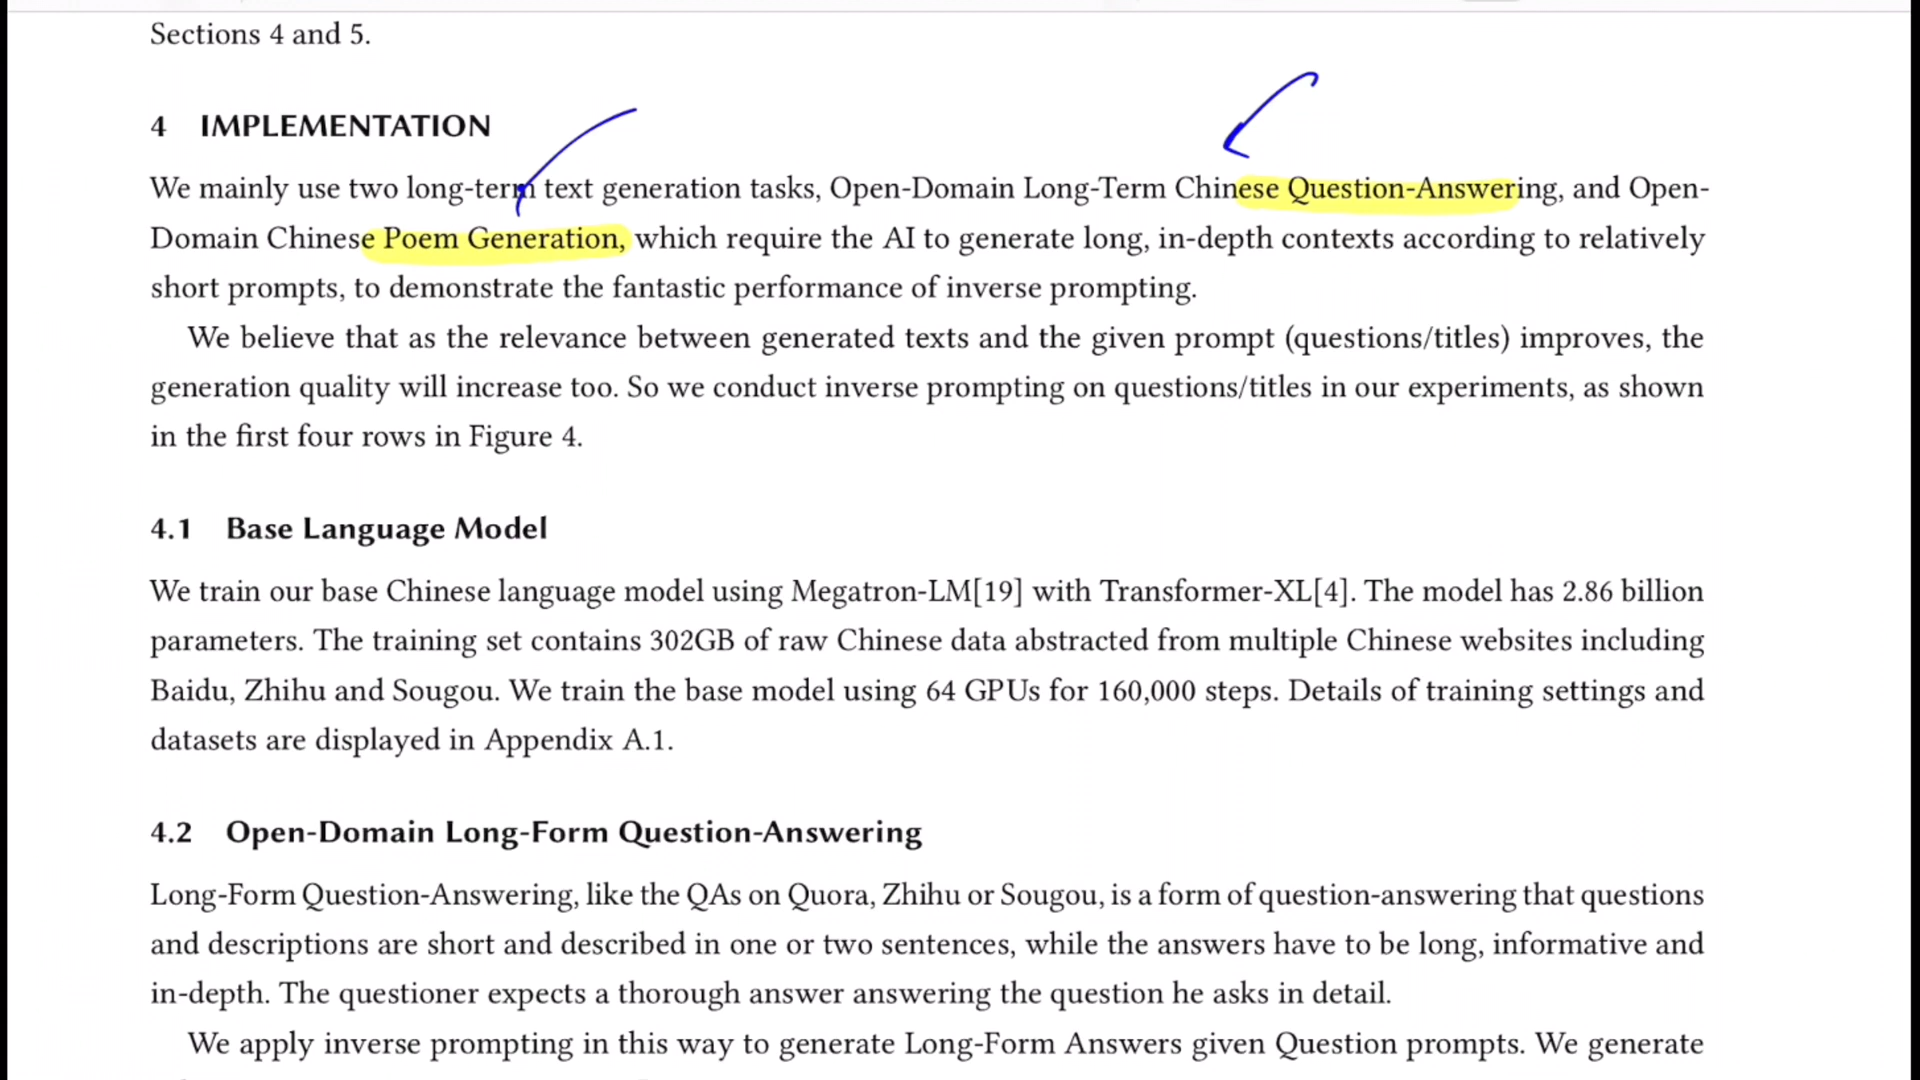 Sections 4 and 5.
4 IMPLEMENTATION
We mainly use two long-term text generation tasks, Open-Domain Long-Term Chinese Question-Answering, and Open-
Domain Chinese Poem Generation, which require the AI to generate long, in-depth contexts according to relatively
short prompts, to demonstrate the fantastic performance of inverse prompting.
We believe that as the relevance between generated texts and the given prompt (questions/titles) improves, the
generation quality will increase too. So we conduct inverse prompting on questions/titles in our experiments, as shown
in the first four rows in Figure 4.
4.1 Base Language Model
We train our base Chinese language model using Megatron-LM[19] with Transformer-XL[4]. The model has 2.86 billion
parameters. The training set contains 302GB of raw Chinese data abstracted from multiple Chinese websites including
Baidu, Zhihu and Sougou. We train the base model using 64 GPUs for 160,000 steps. Details of training settings and
datasets are displayed in Appendix A.1.
4.2 Open-Domain Long-Form Question-Answering
Long-Form Question-Answering, like the QAs on Quora, Zhihu or Sougou, is a form of question-answering that questions
and descriptions are short and described in one or two sentences, while the answers have to be long, informative and
in-depth. The questioner expects a thorough answer answering the question he asks in detail.
We apply inverse prompting in this way to generate Long-Form Answers given Question prompts. We generate